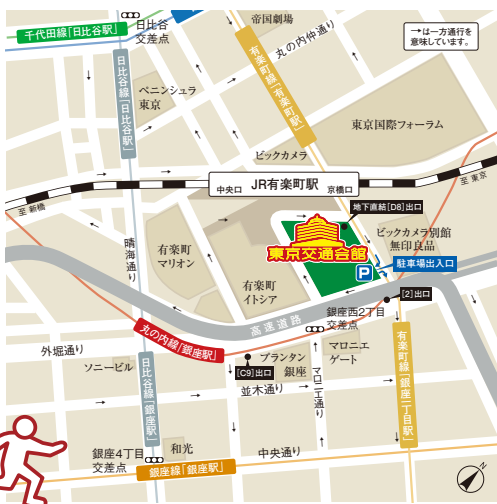 日比谷
交差点
帝国劇場
千代田線「日比谷駅」
丸の内仲通り
→は一方通行を
意味しています。
日比谷線「日比谷駅」
ペニンシュラ
東京
有楽町線「有楽町駅」
東京国際フォーラム
ビックカメラ
JR有楽町駅
中央口
京橋口
至 東京
至 新橋
地下直結[D8]出口
東京交通会館
ビックカメラ別館
無印良品
P
駐車場出入口
晴海通り
有楽町
マリオン
有楽町
イトシア
[2]出口
高速道路
銀座西2丁目
交差点
丸の内線「銀座駅」
外堀通り
ソニービル
日比谷線「銀座駅」
[C9]出口
プランタン
銀座
マロニエ
ゲート
有楽町線「銀座一丁目駅」
並木通り
マロニエ通り
銀座4丁目
交差点
和光
中央通り
銀座線「銀座駅」
N